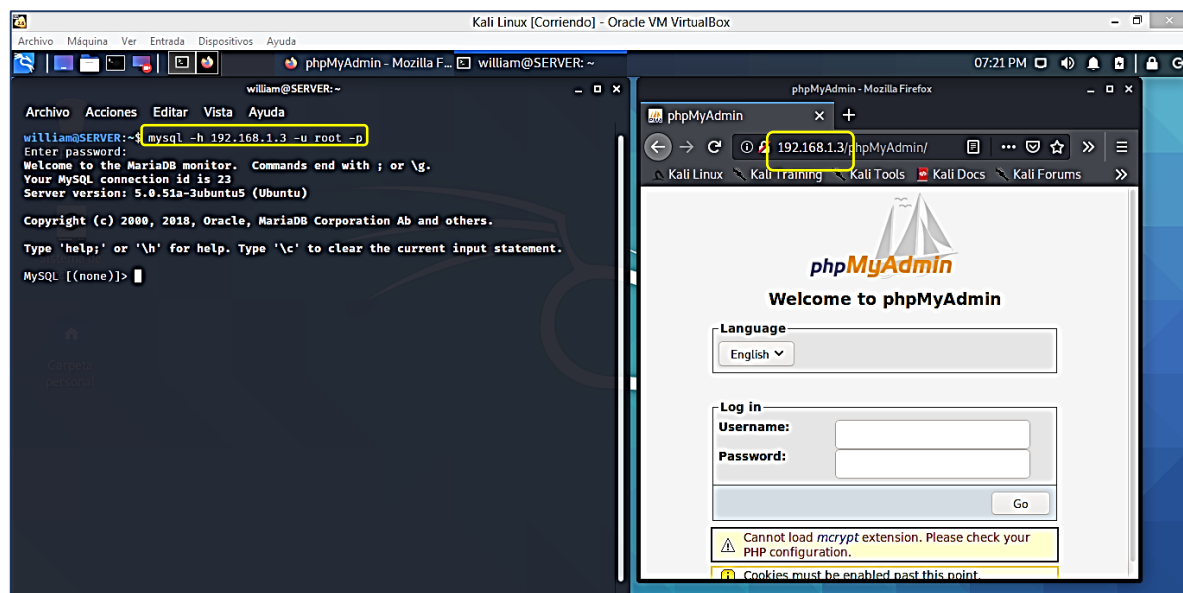 Kali Linux [Corriendo] - Oracle VM VirtualBox
Archivo Máquina Ver Entrada Dispositivos Ayuda
phpMyAdmin - Mozilla F... william@SERVER: ~
07:21 PM
william@SERVER:~
Archivo Acciones Editar Vista Ayuda
william@SERVER:~$ mysql -h 192.168.1.3 -u root -p
Enter password:
Welcome to the MariaDB monitor. Commands end with ; or \g.
Your MySQL connection id is 23
Server version: 5.0.51a-3ubuntu5 (Ubuntu)
Copyright (c) 2000, 2018, Oracle, MariaDB Corporation Ab and others.
Type 'help;' or '\h' for help. Type '\c' to clear the current input statement.
MySQL [(none)]>
Carpeta
personal
phpMyAdmin - Mozilla Firefox
phpMyAdmin
192.168.1.3/phpMyAdmin/
Kali Linux Kali Training Kali Tools Kali Docs Kali Forums
phpMyAdmin
Welcome to phpMyAdmin
Language
English
Log in
Username:
Password:
Go
Cannot load mcrypt extension. Please check your
PHP configuration.
Cookies must be enabled past this point.